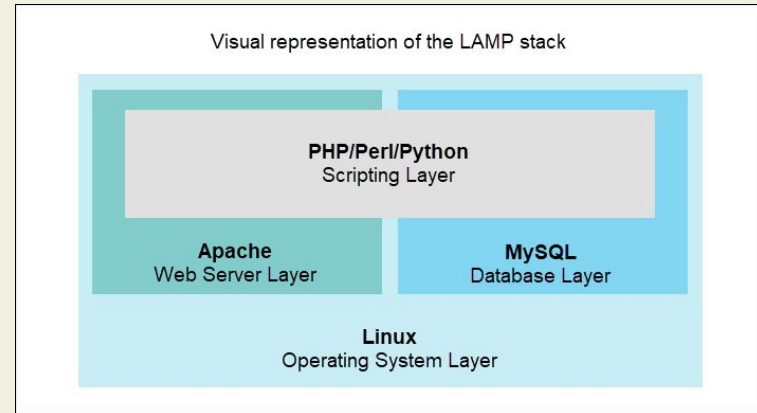 Visual representation of the LAMP stack
PHP/Perl/Python
Scripting Layer
Apache
Web Server Layer
MySQL
Database Layer
Linux
Operating System Layer